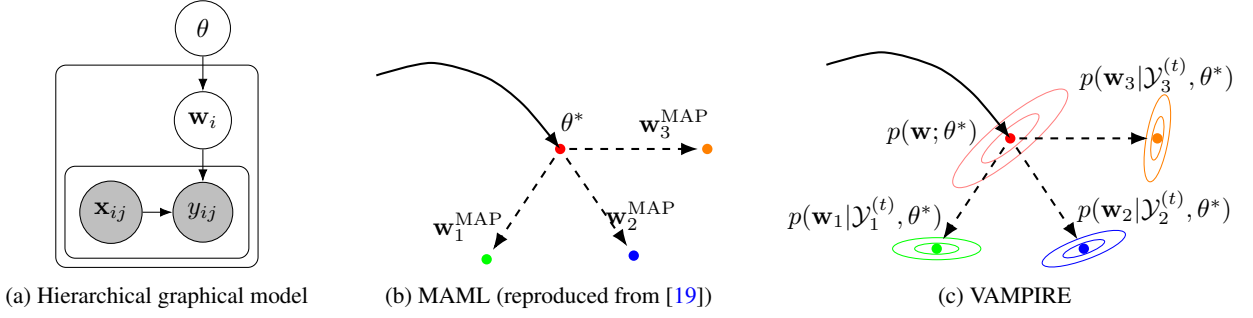 θ
w_i
x_ij
y_ij
(a) Hierarchical graphical model
θ*
w_3^MAP
w_1^MAP
w_2^MAP
(b) MAML (reproduced from [19])
p(w_3|𝒴_3^(t), θ*)
p(w; θ*)
p(w_1|𝒴_1^(t), θ*)
p(w_2|𝒴_2^(t), θ*)
(c) VAMPIRE